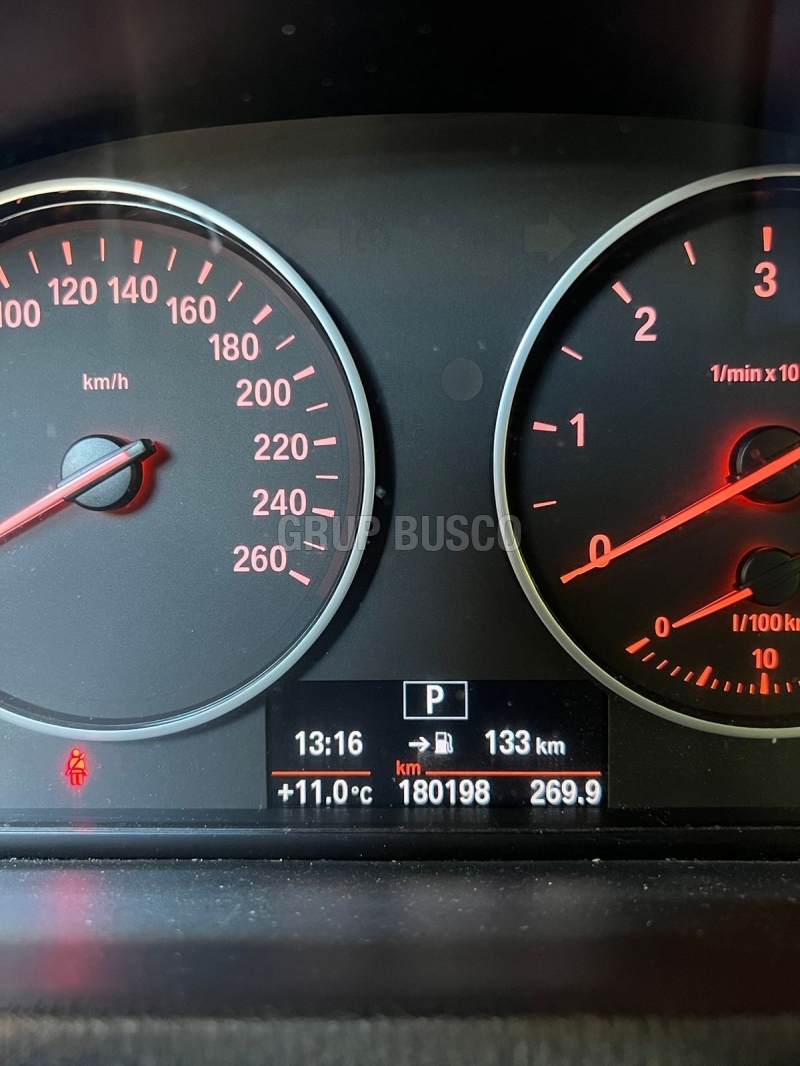 100 120 140 160 180 200 220 240 260
km/h
0 1 2 3
1/min x 10
0 10
l/100 km
GRUP BUSCO
P
13:16 133 km
km
+11.0°C 180198 269.9